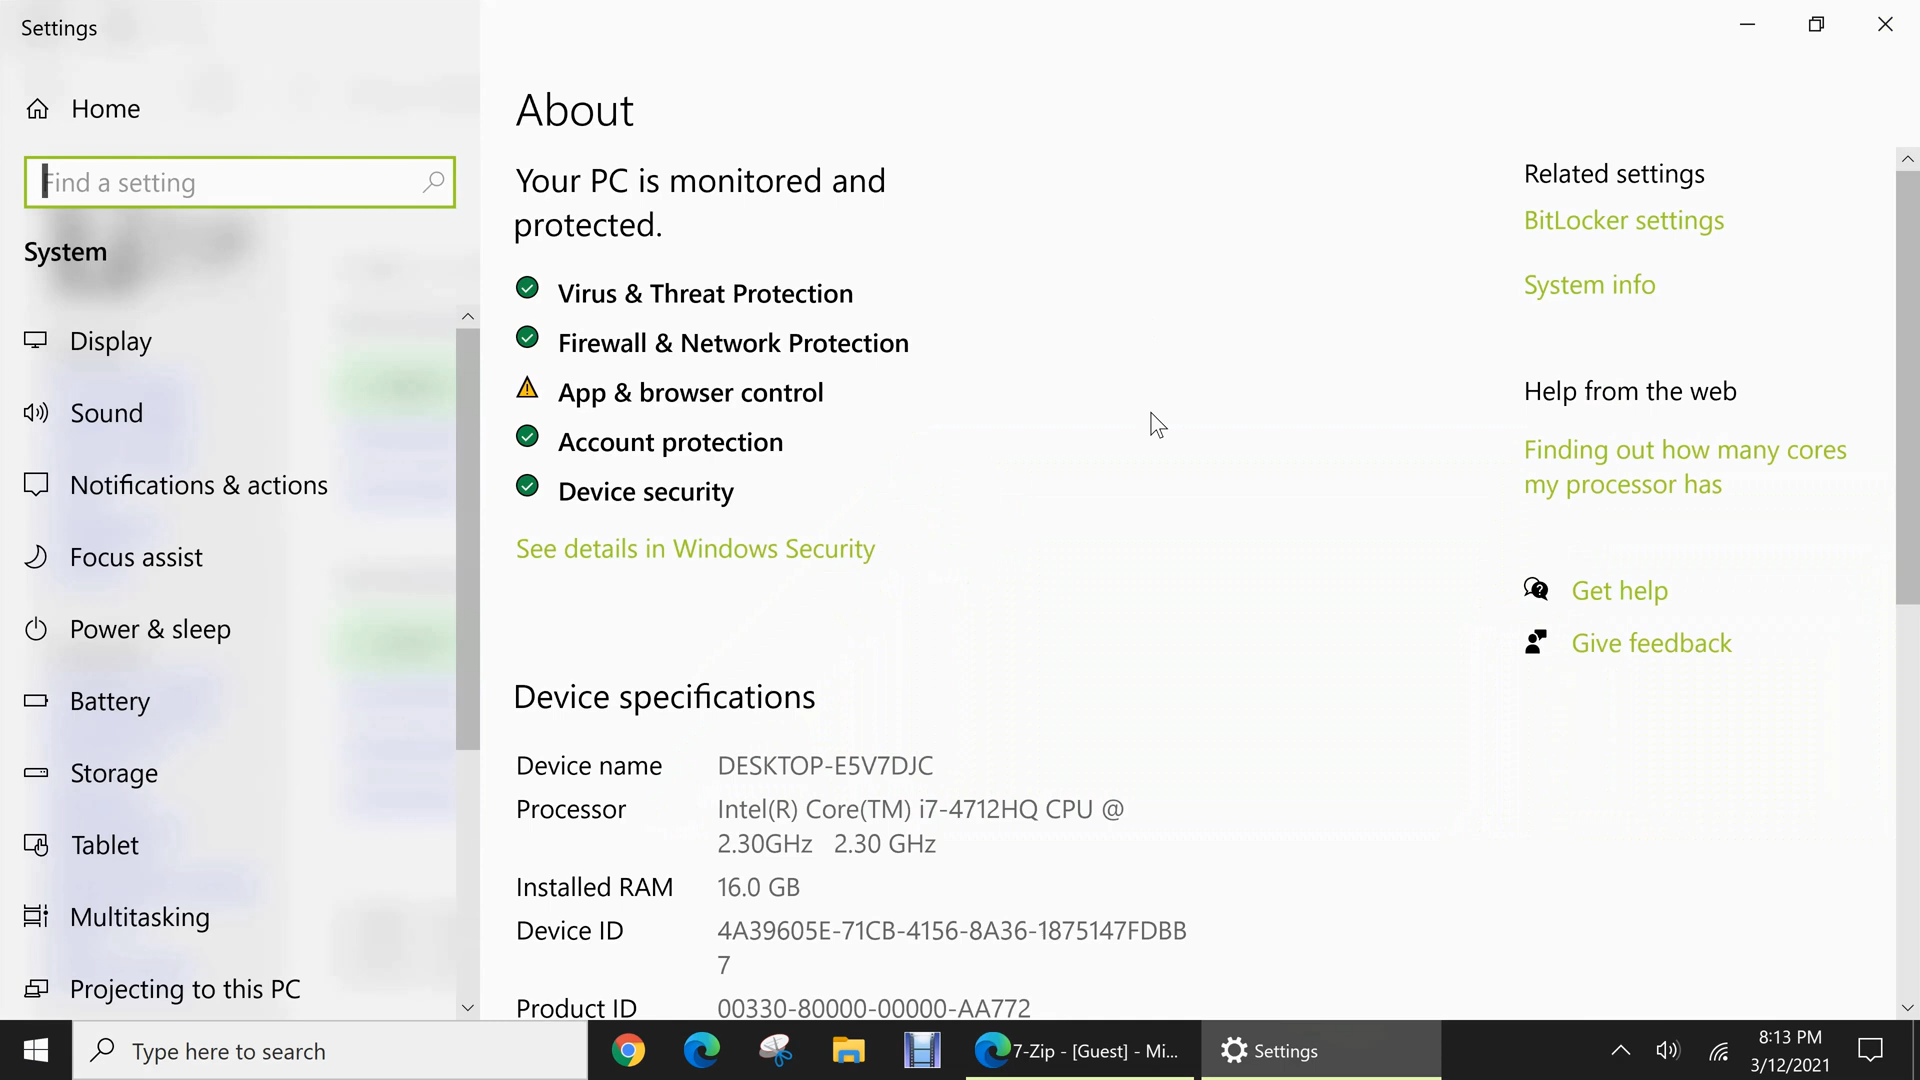 Settings
Home
Find a setting
System
Display
Sound
Notifications & actions
Focus assist
Power & sleep
Battery
Storage
Tablet
Multitasking
Projecting to this PC
About
Your PC is monitored and
protected.
Virus & Threat Protection
Firewall & Network Protection
App & browser control
Account protection
Device security
See details in Windows Security
Device specifications
Device name DESKTOP-E5V7DJC
Processor Intel(R) Core(TM) i7-4712HQ CPU @
2.30GHz 2.30 GHz
Installed RAM 16.0 GB
Device ID 4A39605E-71CB-4156-8A36-1875147FDBB
7
Product ID 00330-80000-00000-AA772
Related settings
BitLocker settings
System info
Help from the web
Finding out how many cores
my processor has
Get help
Give feedback
Type here to search
7-Zip - [Guest] - Mi...
Settings
8:13 PM
3/12/2021